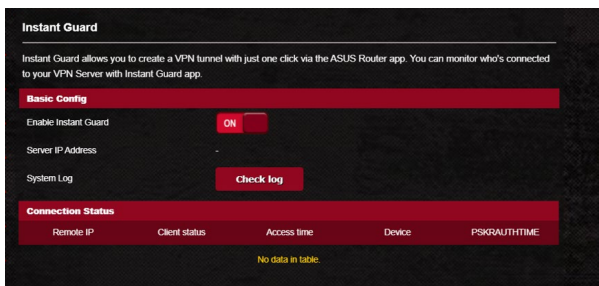 Instant Guard
Instant Guard allows you to create a VPN tunnel with just one click via the ASUS Router app. You can monitor who's connected
to your VPN Server with Instant Guard app.
Basic Config
Enable Instant Guard ON
Server IP Address -
System Log Check log
Connection Status
Remote IP Client status Access time Device PSKRAUTHTIME
No data in table.